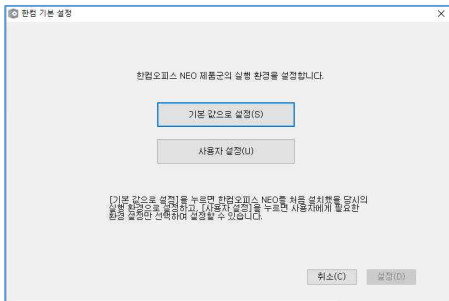 한컴 기본 설정
한컴오피스 NEO 제품군의 실행 환경을 설정합니다.
기본 값으로 설정(S)
사용자 설정(U)
[기본 값으로 설정]을 누르면 한컴오피스 NEO를 처음 설치했을 당시의
실행 환경으로 설정하고, [사용자 설정]을 누르면 사용자에게 필요한
환경 설정만 선택하여 설정할 수 있습니다.
취소(C) 설정(D)